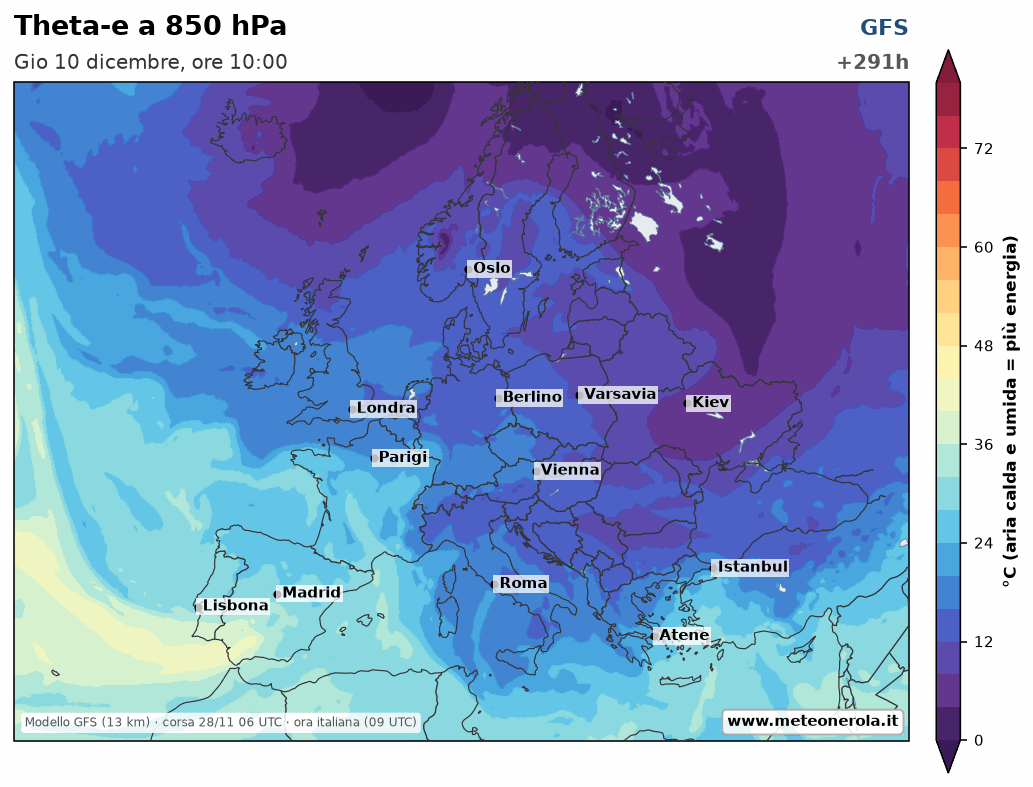 Theta-e a 850 hPa
GFS
Gio 10 dicembre, ore 10:00
+291h
72
60
48
36
24
12
0
°C (aria calda e umida = più energia)
Oslo
Berlino
Varsavia
Kiev
Londra
Parigi
Vienna
Istanbul
Roma
Madrid
Lisbona
Atene
Modello GFS (13 km) · corsa 28/11 06 UTC · ora italiana (09 UTC)
www.meteonerola.it